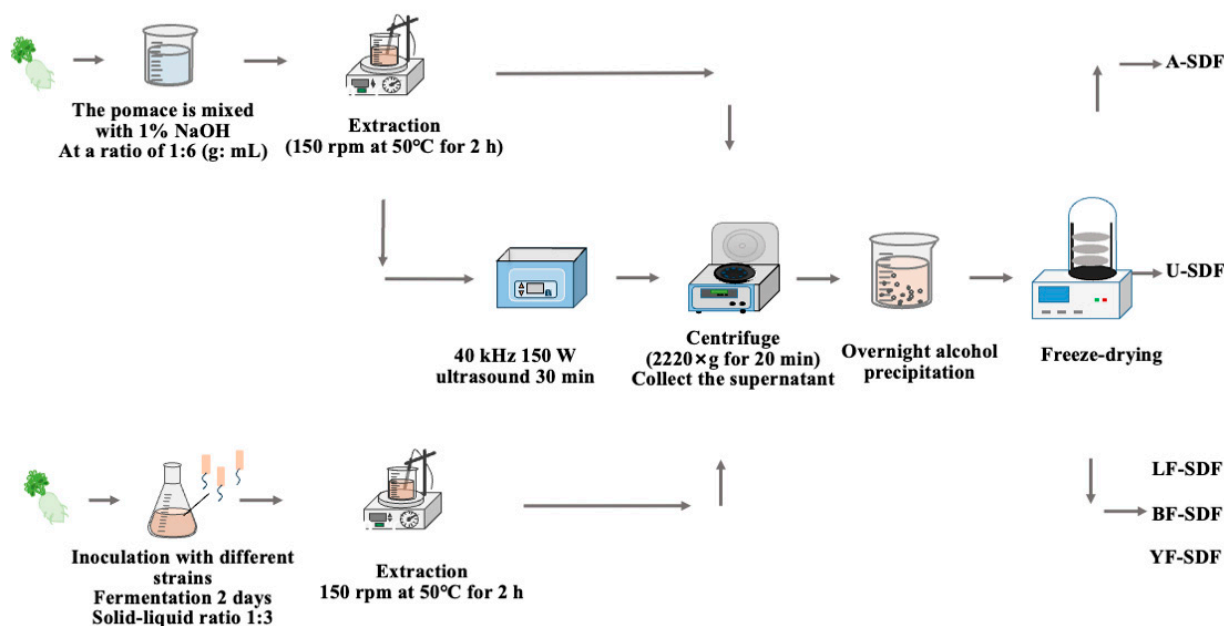 The pomace is mixed
with 1% NaOH
At a ratio of 1:6 (g: mL)
Extraction
(150 rpm at 50℃ for 2 h)
A-SDF
40 kHz 150 W
ultrasound 30 min
Centrifuge
(2220×g for 20 min)
Collect the supernatant
Overnight alcohol
precipitation
Freeze-drying
U-SDF
Inoculation with different
strains
Fermentation 2 days
Solid-liquid ratio 1:3
Extraction
150 rpm at 50℃ for 2 h
LF-SDF
BF-SDF
YF-SDF